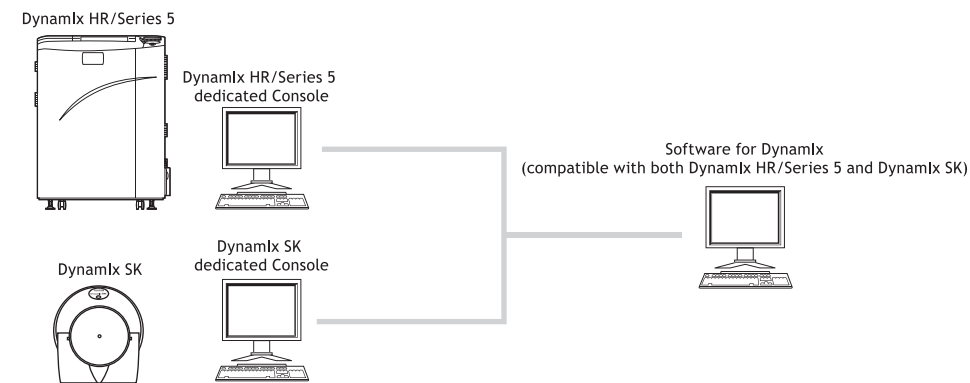 DynamIx HR/Series 5
DynamIx HR/Series 5
dedicated Console
Software for DynamIx
(compatible with both DynamIx HR/Series 5 and DynamIx SK)
DynamIx SK
dedicated Console
DynamIx SK